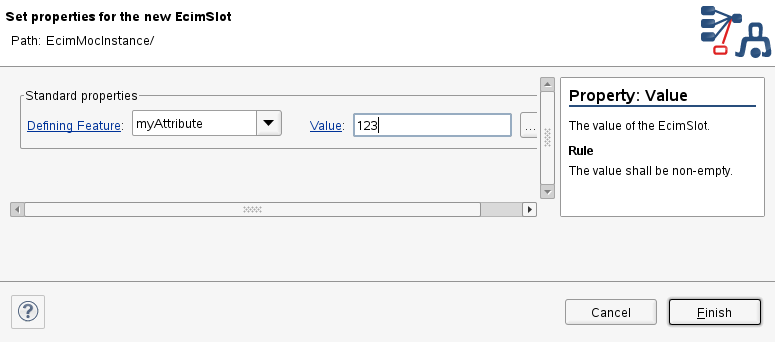 Set properties for the new EcimSlot
Path: EcimMocInstance/
Standard properties
Defining Feature: myAttribute Value: 123 ...
Property: Value
The value of the EcimSlot.
Rule
The value shall be non-empty.
? Cancel Finish